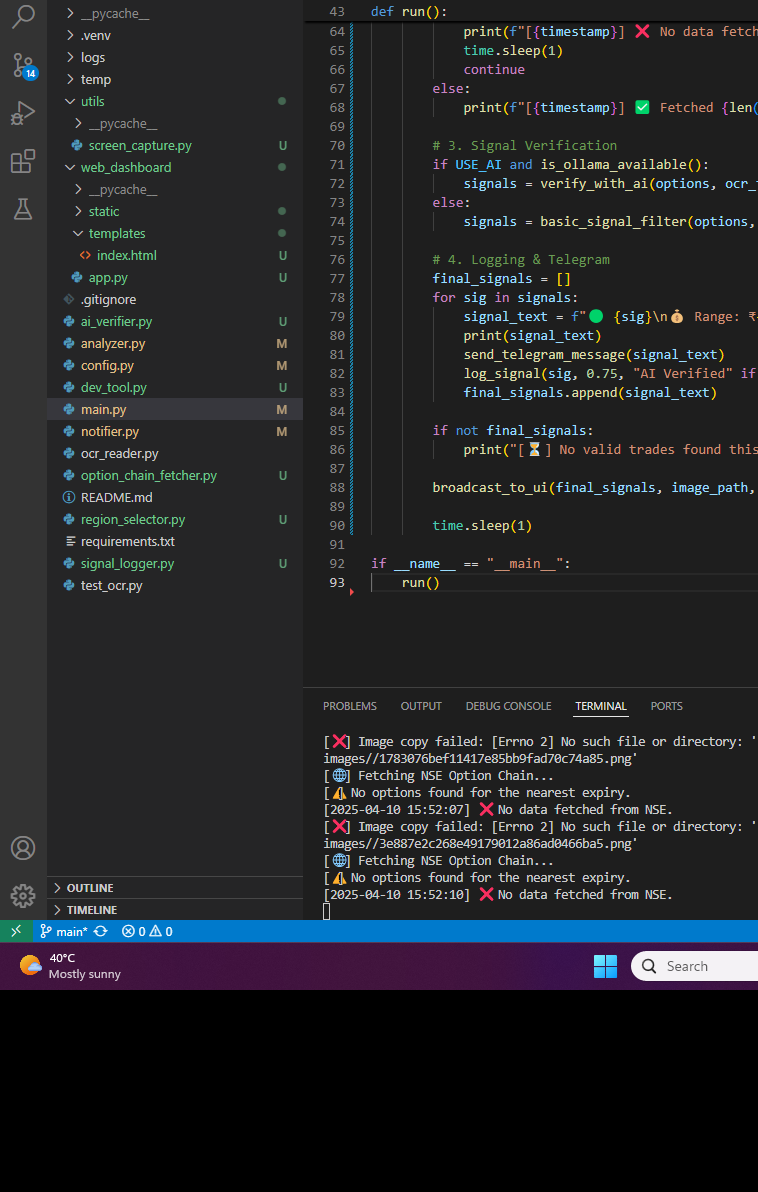 __pycache__
.venv
logs
temp
utils
__pycache__
screen_capture.py U
web_dashboard
__pycache__
static
templates
index.html U
app.py U
.gitignore
ai_verifier.py U
analyzer.py M
config.py M
dev_tool.py U
main.py M
notifier.py M
ocr_reader.py
option_chain_fetcher.py U
README.md
region_selector.py U
requirements.txt
signal_logger.py U
test_ocr.py
OUTLINE
TIMELINE
14
43 def run():
64 print(f"[{timestamp}] ❌ No data fetch
65 time.sleep(1)
66 continue
67 else:
68 print(f"[{timestamp}] ✅ Fetched {len(
69
70 # 3. Signal Verification
71 if USE_AI and is_ollama_available():
72 signals = verify_with_ai(options, ocr_
73 else:
74 signals = basic_signal_filter(options,
75
76 # 4. Logging & Telegram
77 final_signals = []
78 for sig in signals:
79 signal_text = f"🟢 {sig}\n💰 Range: ₹
80 print(signal_text)
81 send_telegram_message(signal_text)
82 log_signal(sig, 0.75, "AI Verified" if
83 final_signals.append(signal_text)
84
85 if not final_signals:
86 print("[⏳] No valid trades found this
87
88 broadcast_to_ui(final_signals, image_path,
89
90 time.sleep(1)
91
92 if __name__ == "__main__":
93 run()
PROBLEMS OUTPUT DEBUG CONSOLE TERMINAL PORTS
[❌] Image copy failed: [Errno 2] No such file or directory: '
images//1783076bef11417e85bb9fad70c74a85.png'
[🌐] Fetching NSE Option Chain...
[⚠️ No options found for the nearest expiry.
[2025-04-10 15:52:07] ❌ No data fetched from NSE.
[❌] Image copy failed: [Errno 2] No such file or directory: '
images//3e887e2c268e49179012a86ad0466ba5.png'
[🌐] Fetching NSE Option Chain...
[⚠️ No options found for the nearest expiry.
[2025-04-10 15:52:10] ❌ No data fetched from NSE.
main* 0 0
40°C
Mostly sunny
Search